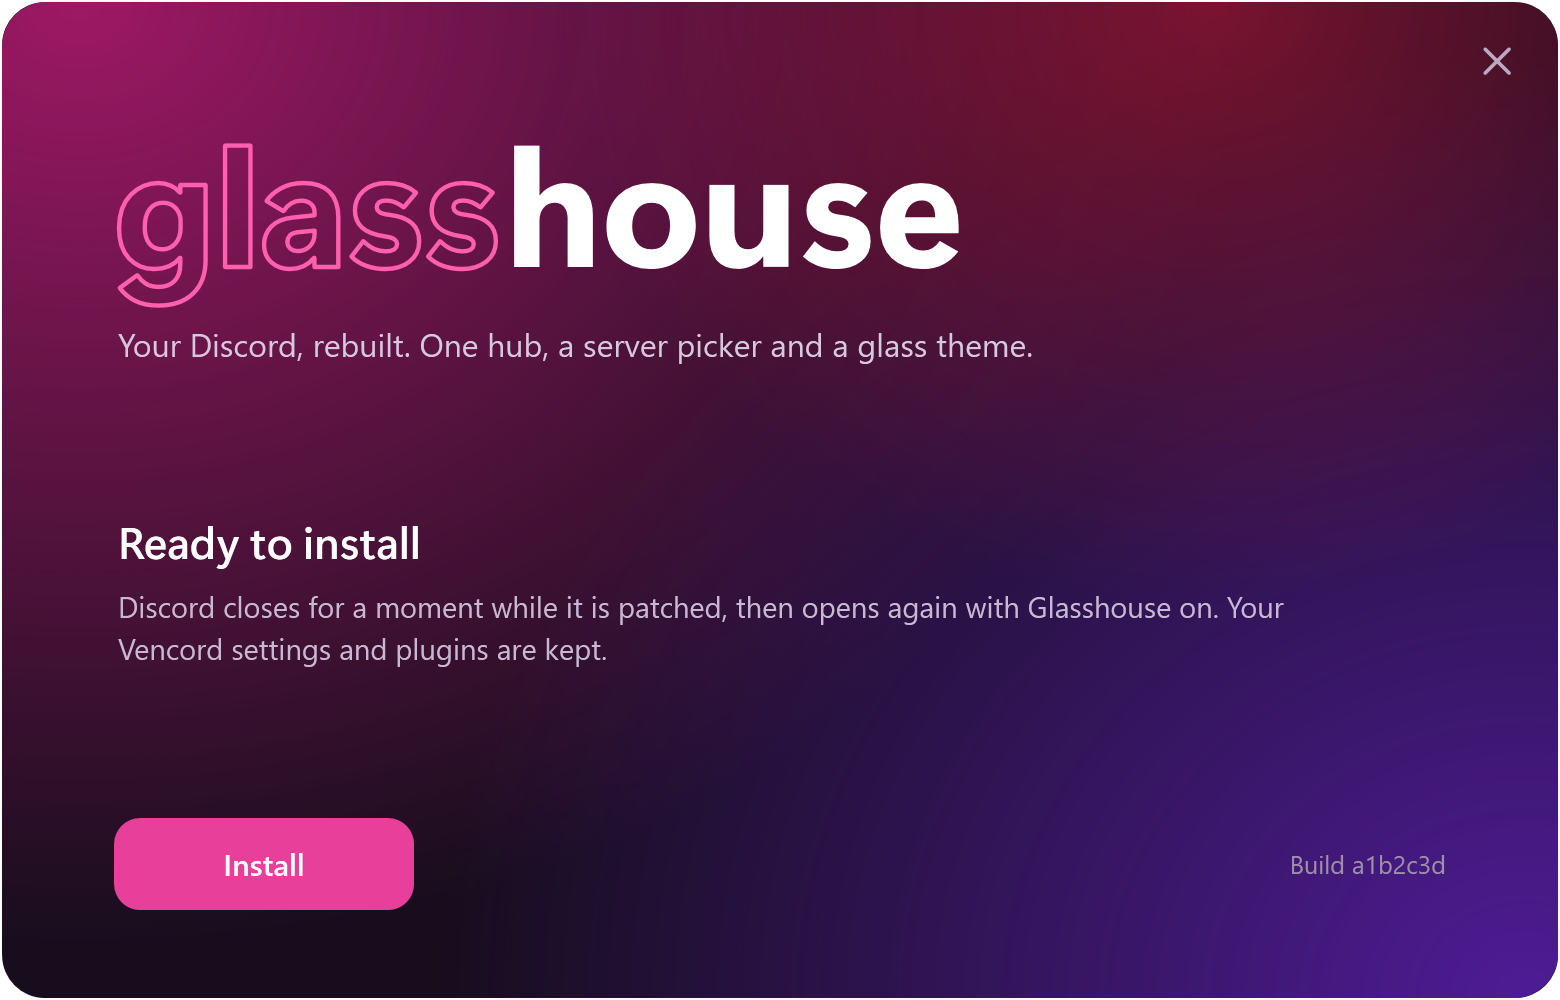 glasshouse
Your Discord, rebuilt. One hub, a server picker and a glass theme.
Ready to install
Discord closes for a moment while it is patched, then opens again with Glasshouse on. Your
Vencord settings and plugins are kept.
Install
Build a1b2c3d